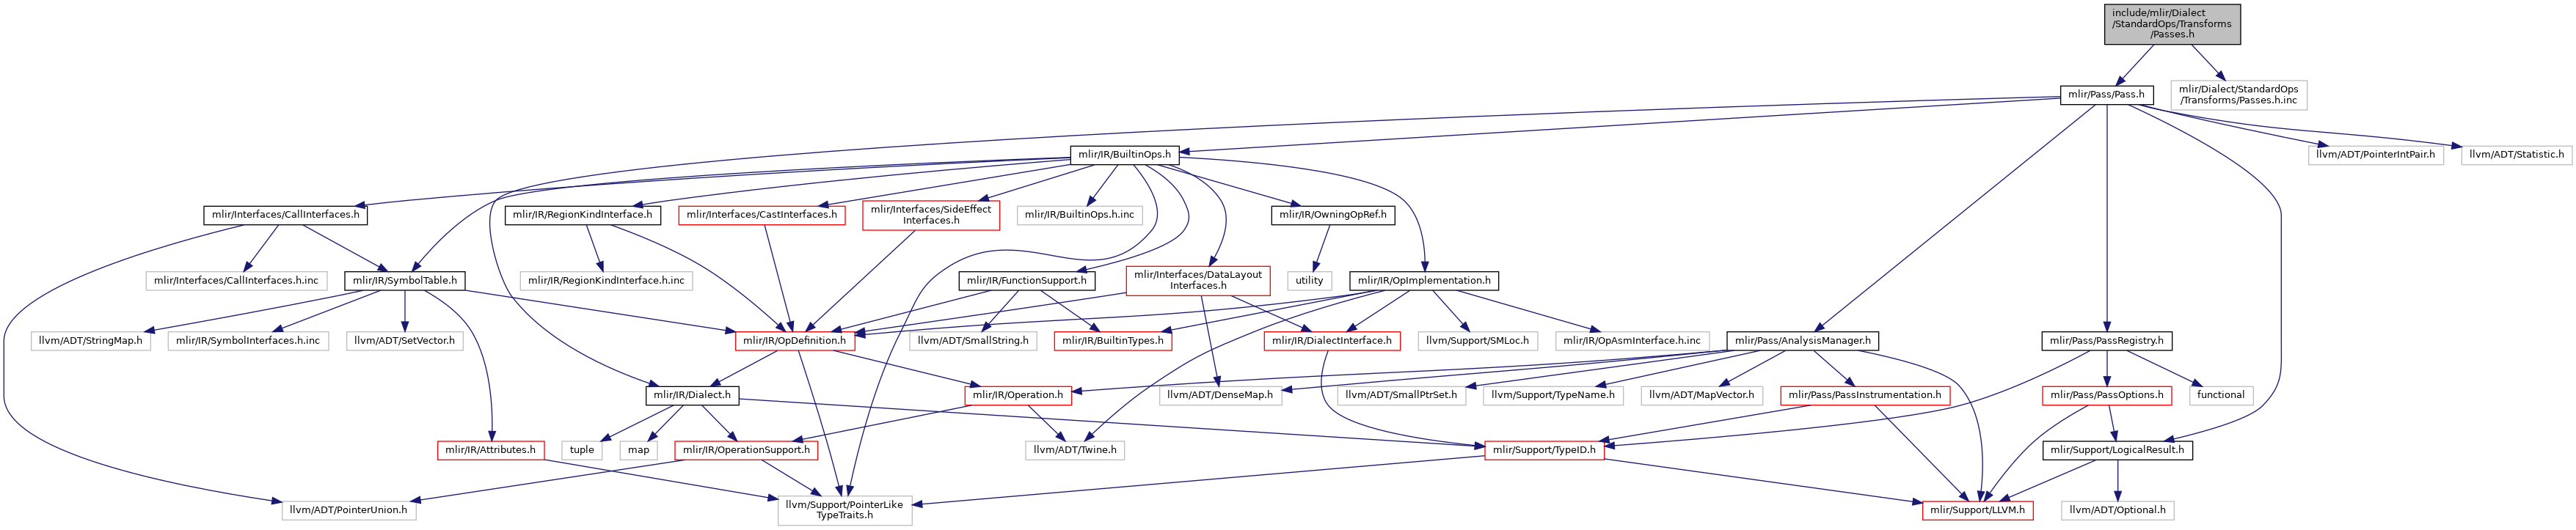 include/mlir/Dialect
/StandardOps/Transforms
/Passes.h
mlir/Pass/Pass.h
mlir/Dialect/StandardOps
/Transforms/Passes.h.inc
mlir/IR/BuiltinOps.h
llvm/ADT/PointerIntPair.h
llvm/ADT/Statistic.h
mlir/Interfaces/CallInterfaces.h
mlir/IR/RegionKindInterface.h
mlir/Interfaces/CastInterfaces.h
mlir/Interfaces/SideEffect
Interfaces.h
mlir/IR/BuiltinOps.h.inc
mlir/IR/OwningOpRef.h
mlir/Interfaces/CallInterfaces.h.inc
mlir/IR/SymbolTable.h
mlir/IR/RegionKindInterface.h.inc
mlir/IR/FunctionSupport.h
mlir/Interfaces/DataLayout
Interfaces.h
utility
mlir/IR/OpImplementation.h
llvm/ADT/StringMap.h
mlir/IR/SymbolInterfaces.h.inc
llvm/ADT/SetVector.h
mlir/IR/OpDefinition.h
llvm/ADT/SmallString.h
mlir/IR/BuiltinTypes.h
mlir/IR/DialectInterface.h
llvm/Support/SMLoc.h
mlir/IR/OpAsmInterface.h.inc
mlir/Pass/AnalysisManager.h
mlir/Pass/PassRegistry.h
mlir/IR/Dialect.h
mlir/IR/Operation.h
llvm/ADT/DenseMap.h
llvm/ADT/SmallPtrSet.h
llvm/Support/TypeName.h
llvm/ADT/MapVector.h
mlir/Pass/PassInstrumentation.h
mlir/Pass/PassOptions.h
functional
mlir/IR/Attributes.h
tuple
map
mlir/IR/OperationSupport.h
llvm/ADT/Twine.h
mlir/Support/TypeID.h
mlir/Support/LogicalResult.h
llvm/ADT/PointerUnion.h
llvm/Support/PointerLike
TypeTraits.h
mlir/Support/LLVM.h
llvm/ADT/Optional.h